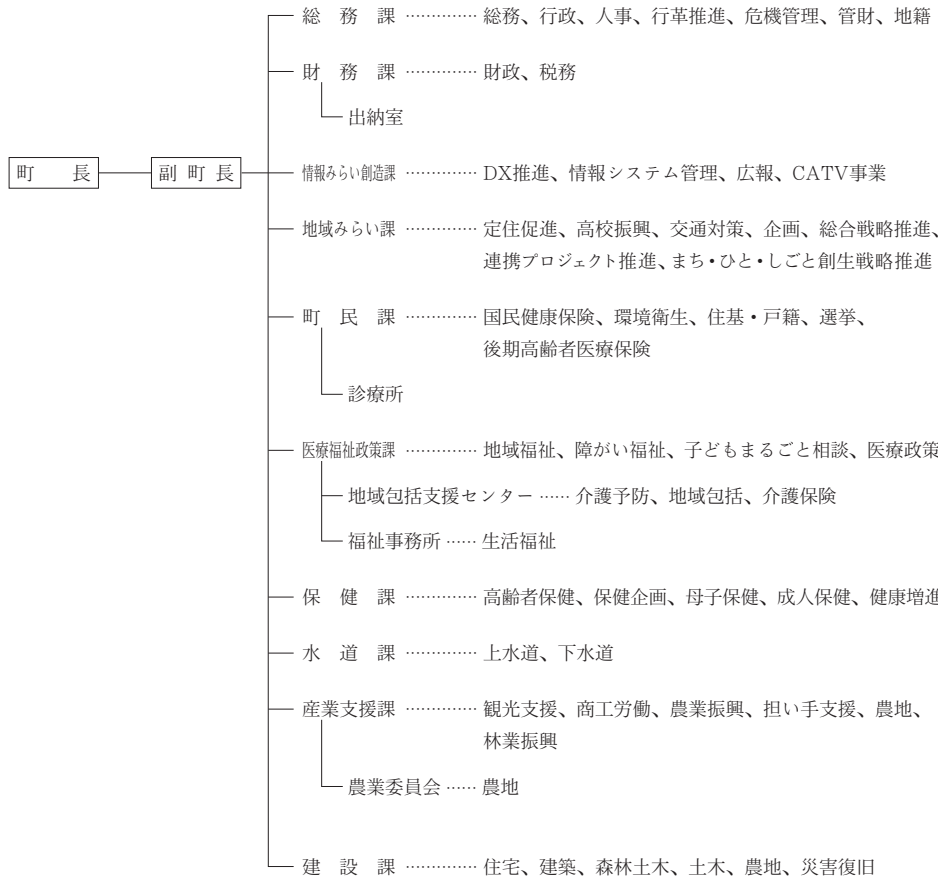 総務課 ………… 総務、行政、人事、行革推進、危機管理、管財、地籍
財務課 ………… 財政、税務
出納室
町長
副町長
情報みらい創造課 ………… DX推進、情報システム管理、広報、CATV事業
地域みらい課 ………… 定住促進、高校振興、交通対策、企画、総合戦略推進、
連携プロジェクト推進、まち・ひと・しごと創生戦略推進
町民課 ………… 国民健康保険、環境衛生、住基・戸籍、選挙、
後期高齢者医療保険
診療所
医療福祉政策課 ………… 地域福祉、障がい福祉、子どもまるごと相談、医療政策
地域包括支援センター …… 介護予防、地域包括、介護保険
福祉事務所 …… 生活福祉
保健課 ………… 高齢者保健、保健企画、母子保健、成人保健、健康増進
水道課 ………… 上水道、下水道
産業支援課 ………… 観光支援、商工労働、農業振興、担い手支援、農地、
林業振興
農業委員会 …… 農地
建設課 ………… 住宅、建築、森林土木、土木、農地、災害復旧